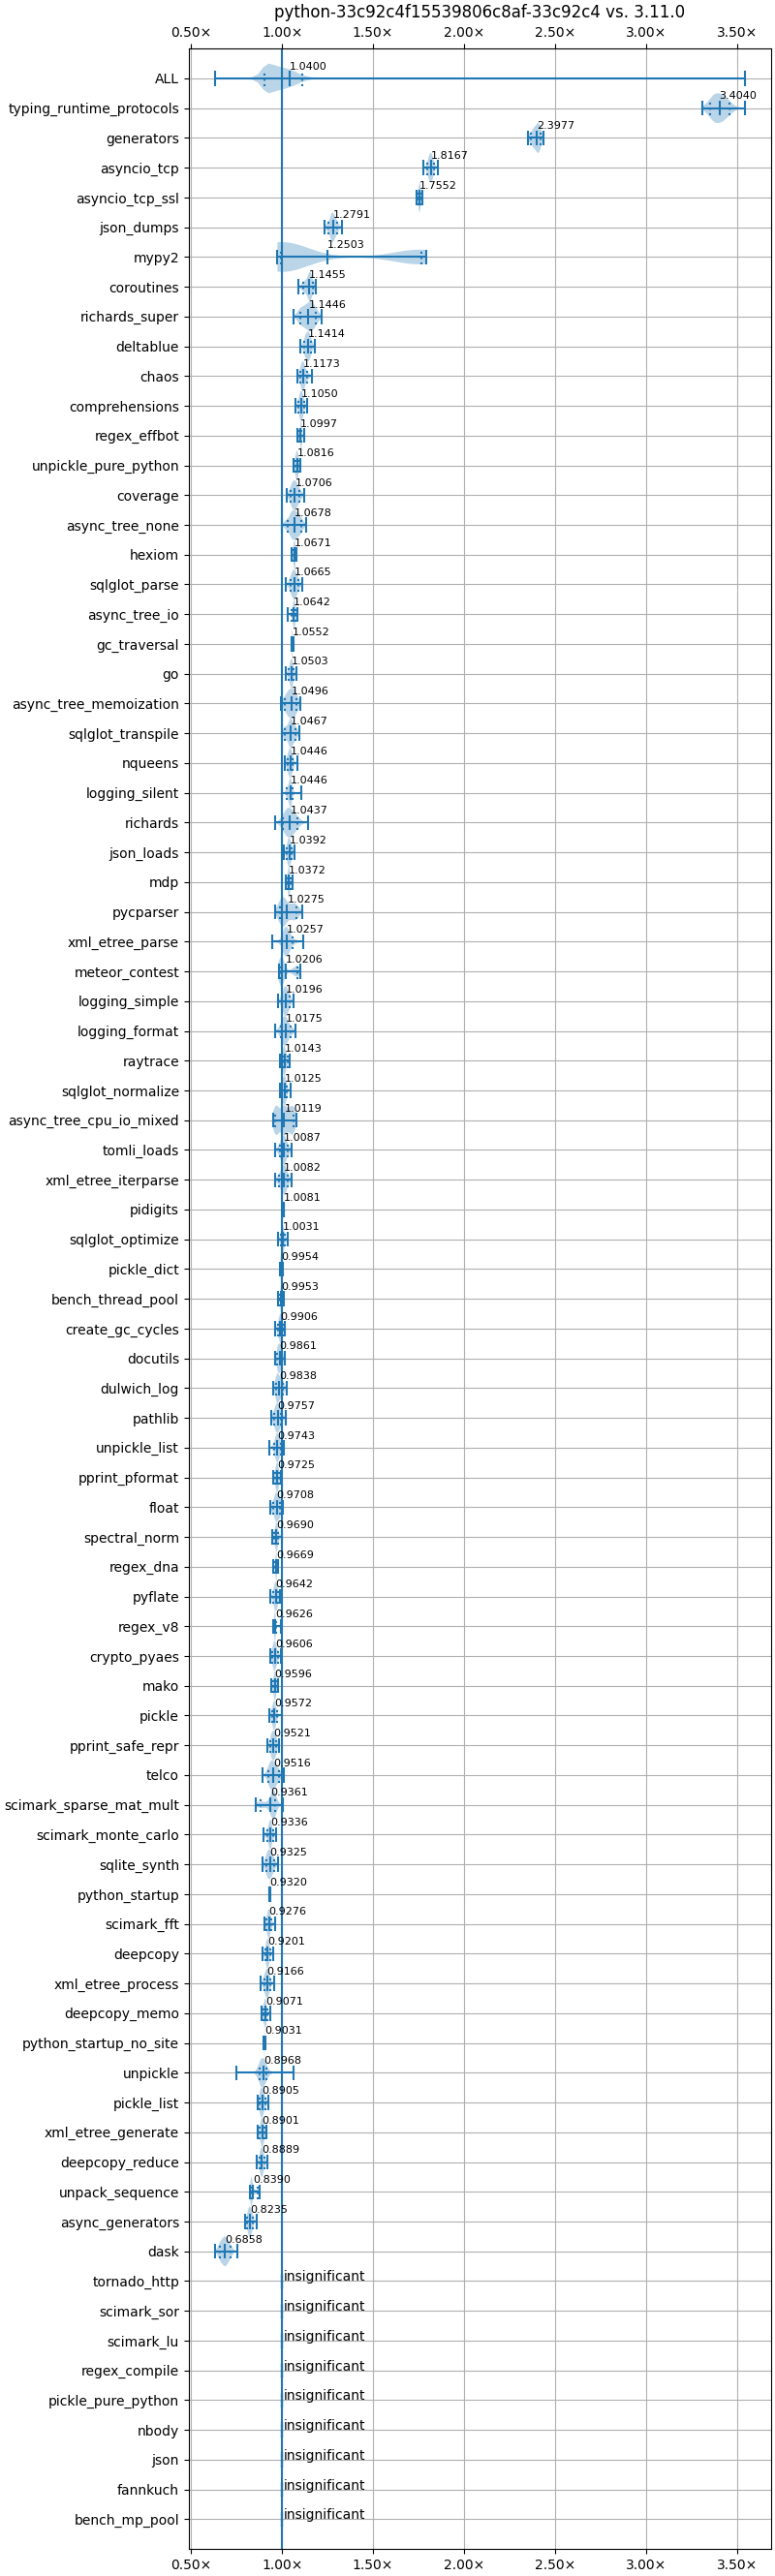 python-33c92c4f15539806c8af-33c92c4 vs. 3.11.0
0.50× 1.00× 1.50× 2.00× 2.50× 3.00× 3.50×
ALL 1.0400
typing_runtime_protocols 3.4040
generators 2.3977
asyncio_tcp 1.8167
asyncio_tcp_ssl 1.7552
json_dumps 1.2791
mypy2 1.2503
coroutines 1.1455
richards_super 1.1446
deltablue 1.1414
chaos 1.1173
comprehensions 1.1050
regex_effbot 1.0997
unpickle_pure_python 1.0816
coverage 1.0706
async_tree_none 1.0678
hexiom 1.0671
sqlglot_parse 1.0665
async_tree_io 1.0642
gc_traversal 1.0552
go 1.0503
async_tree_memoization 1.0496
sqlglot_transpile 1.0467
nqueens 1.0446
logging_silent 1.0446
richards 1.0437
json_loads 1.0392
mdp 1.0372
pycparser 1.0275
xml_etree_parse 1.0257
meteor_contest 1.0206
logging_simple 1.0196
logging_format 1.0175
raytrace 1.0143
sqlglot_normalize 1.0125
async_tree_cpu_io_mixed 1.0119
tomli_loads 1.0087
xml_etree_iterparse 1.0082
pidigits 1.0081
sqlglot_optimize 1.0031
pickle_dict 0.9954
bench_thread_pool 0.9953
create_gc_cycles 0.9906
docutils 0.9861
dulwich_log 0.9838
pathlib 0.9757
unpickle_list 0.9743
pprint_pformat 0.9725
float 0.9708
spectral_norm 0.9690
regex_dna 0.9669
pyflate 0.9642
regex_v8 0.9626
crypto_pyaes 0.9606
mako 0.9596
pickle 0.9572
pprint_safe_repr 0.9521
telco 0.9516
scimark_sparse_mat_mult 0.9361
scimark_monte_carlo 0.9336
sqlite_synth 0.9325
python_startup 0.9320
scimark_fft 0.9276
deepcopy 0.9201
xml_etree_process 0.9166
deepcopy_memo 0.9071
python_startup_no_site 0.9031
unpickle 0.8968
pickle_list 0.8905
xml_etree_generate 0.8901
deepcopy_reduce 0.8889
unpack_sequence 0.8390
async_generators 0.8235
dask 0.6858
tornado_http insignificant
scimark_sor insignificant
scimark_lu insignificant
regex_compile insignificant
pickle_pure_python insignificant
nbody insignificant
json insignificant
fannkuch insignificant
bench_mp_pool insignificant
0.50× 1.00× 1.50× 2.00× 2.50× 3.00× 3.50×